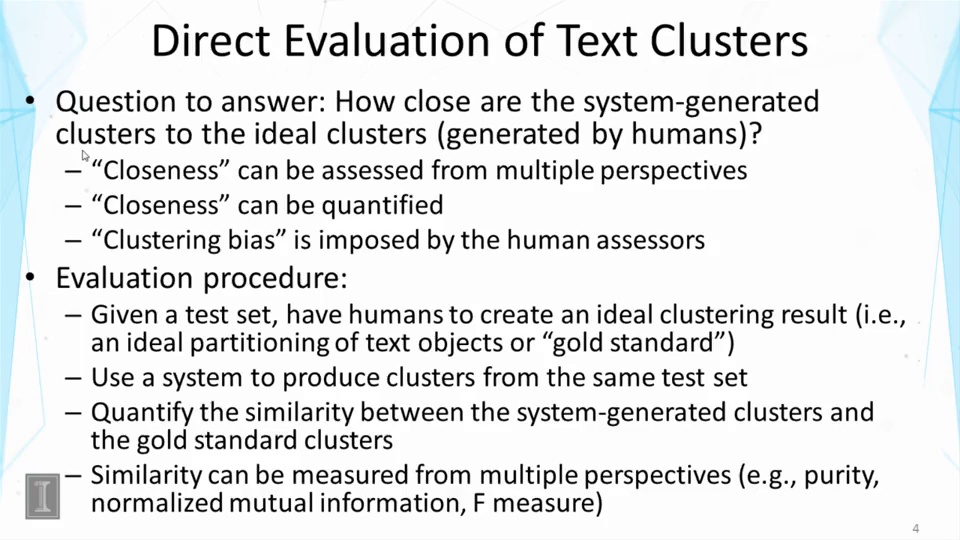 Direct Evaluation of Text Clusters
• Question to answer: How close are the system-generated
clusters to the ideal clusters (generated by humans)?
– “Closeness” can be assessed from multiple perspectives
– “Closeness” can be quantified
– “Clustering bias” is imposed by the human assessors
• Evaluation procedure:
– Given a test set, have humans to create an ideal clustering result (i.e.,
an ideal partitioning of text objects or “gold standard”)
– Use a system to produce clusters from the same test set
– Quantify the similarity between the system-generated clusters and
the gold standard clusters
– Similarity can be measured from multiple perspectives (e.g., purity,
normalized mutual information, F measure)
I
4